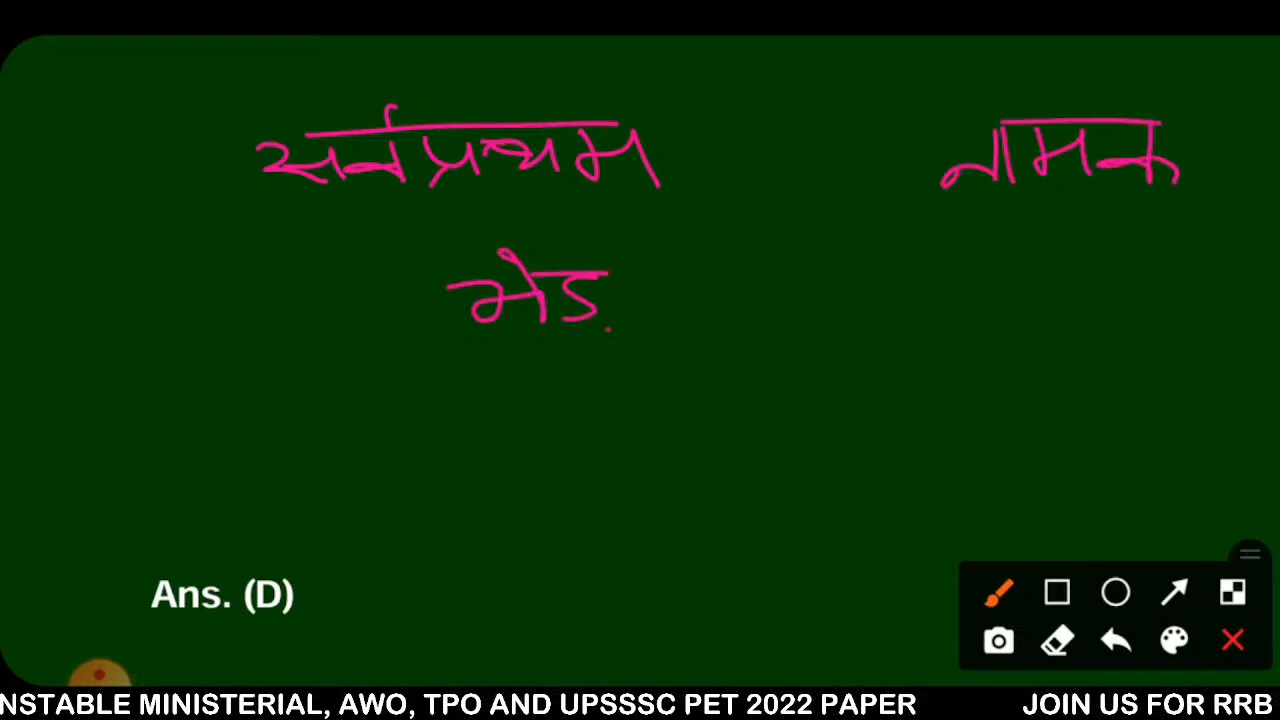 सर्वप्रथम नामक
भेड
Ans. (D)
NSTABLE MINISTERIAL, AWO, TPO AND UPSSSC PET 2022 PAPER JOIN US FOR RRB